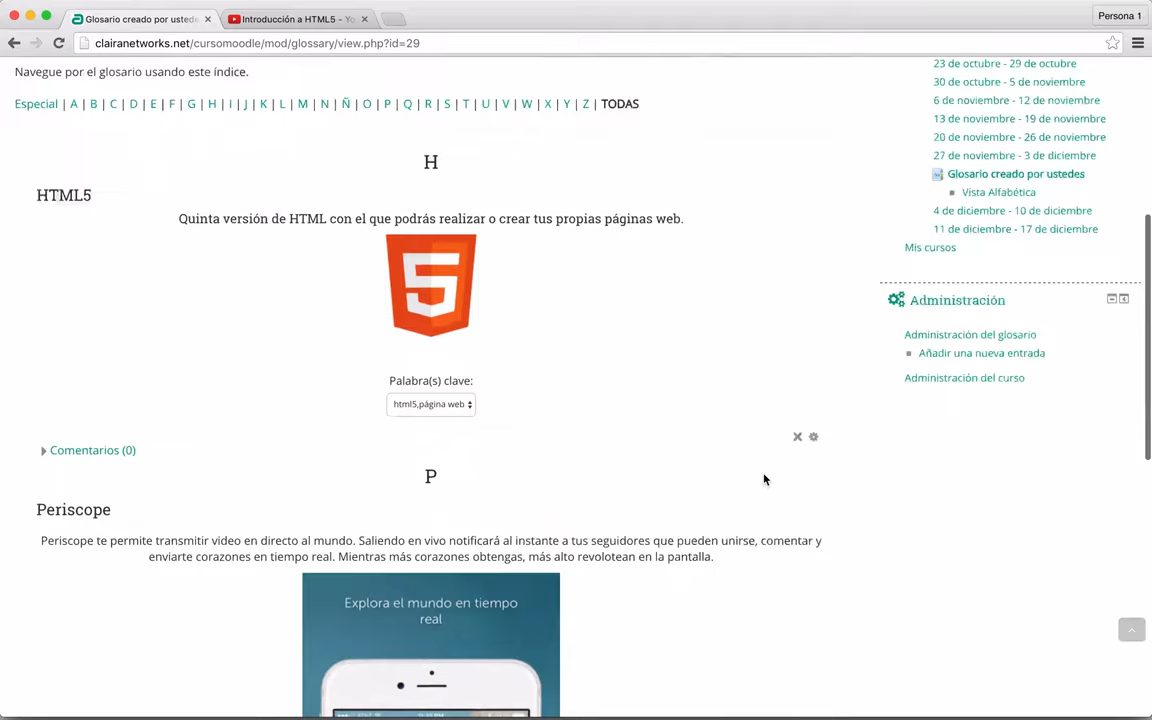 Glosario creado por ustede
Introducción a HTML5 - Yo
Persona 1
clairanetworks.net/cursomoodle/mod/glossary/view.php?id=29
Navegue por el glosario usando este índice.
Especial | A | B | C | D | E | F | G | H | I | J | K | L | M | N | Ñ | O | P | Q | R | S | T | U | V | W | X | Y | Z | TODAS
H
HTML5
Quinta versión de HTML con el que podrás realizar o crear tus propias páginas web.
5
Palabra(s) clave:
html5,página web
Comentarios (0)
P
Periscope
Periscope te permite transmitir video en directo al mundo. Saliendo en vivo notificará al instante a tus seguidores que pueden unirse, comentar y
enviarte corazones en tiempo real. Mientras más corazones obtengas, más alto revolotean en la pantalla.
Explora el mundo en tiempo
real
23 de octubre - 29 de octubre
30 de octubre - 5 de noviembre
6 de noviembre - 12 de noviembre
13 de noviembre - 19 de noviembre
20 de noviembre - 26 de noviembre
27 de noviembre - 3 de diciembre
Glosario creado por ustedes
Vista Alfabética
4 de diciembre - 10 de diciembre
11 de diciembre - 17 de diciembre
Mis cursos
Administración
Administración del glosario
Añadir una nueva entrada
Administración del curso